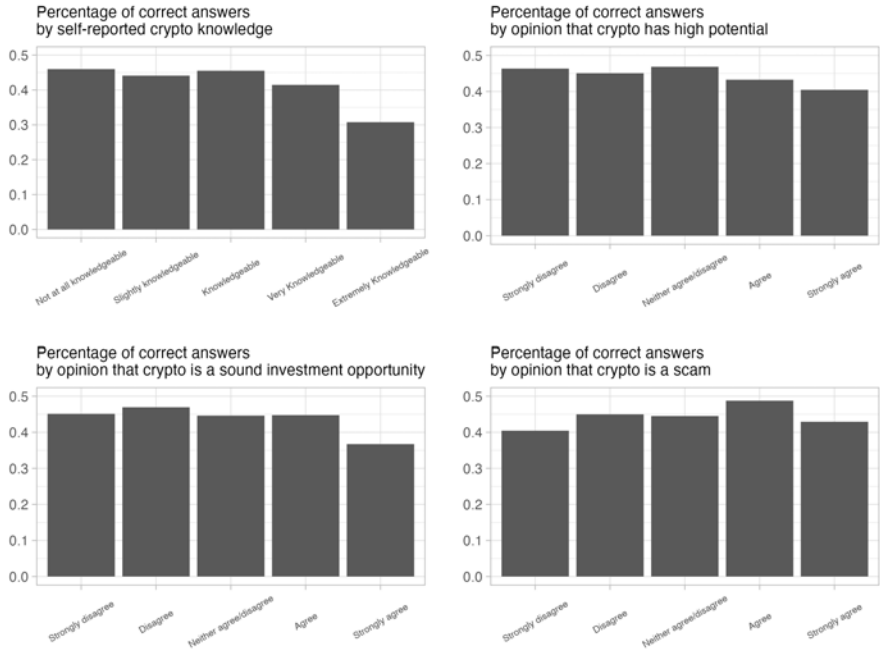 Percentage of correct answers
by self-reported crypto knowledge
0.5
0.4
0.3
0.2
0.1
0.0
Not at all knowledgeable
Slightly knowledgeable
Knowledgeable
Very Knowledgeable
Extremely Knowledgeable
Percentage of correct answers
by opinion that crypto has high potential
0.5
0.4
0.3
0.2
0.1
0.0
Strongly disagree
Disagree
Neither agree/disagree
Agree
Strongly agree
Percentage of correct answers
by opinion that crypto is a sound investment opportunity
0.5
0.4
0.3
0.2
0.1
0.0
Strongly disagree
Disagree
Neither agree/disagree
Agree
Strongly agree
Percentage of correct answers
by opinion that crypto is a scam
0.5
0.4
0.3
0.2
0.1
0.0
Strongly disagree
Disagree
Neither agree/disagree
Agree
Strongly agree